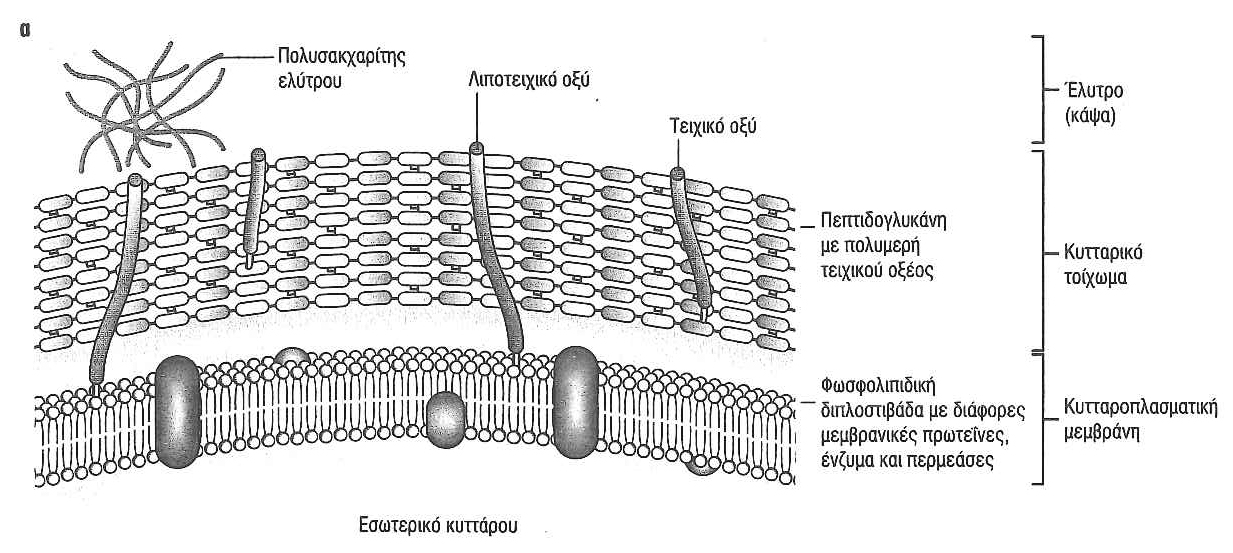 α
Πολυσακχαρίτης
ελύτρου
Λιποτειχικό οξύ
Τειχικό οξύ
Έλυτρο
(κάψα)
Πεπτιδογλυκάνη
με πολυμερή
τειχικού οξέος
Κυτταρικό
τοίχωμα
Φωσφολιπιδική
διπλοστιβάδα με διάφορες
μεμβρανικές πρωτεΐνες,
ένζυμα και περμεάσες
Κυτταροπλασματική
μεμβράνη
Εσωτερικό κυττάρου